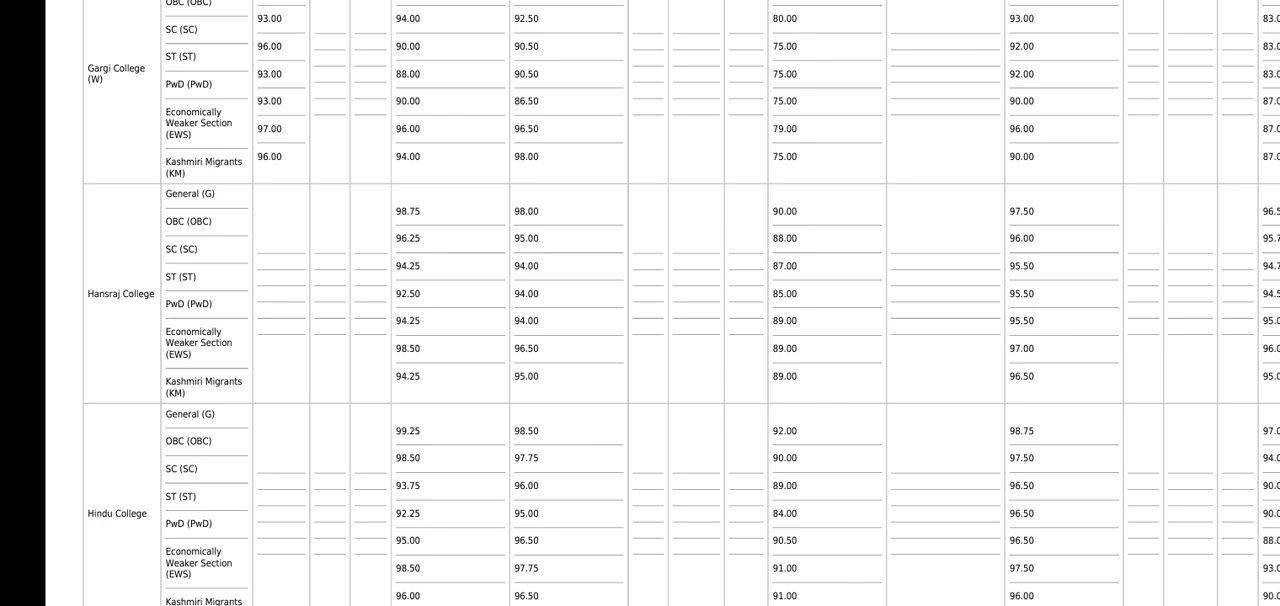 OBC (OBC)
93.00 94.00 92.50 80.00 93.00 83.0
SC (SC)
96.00 90.00 90.50 75.00 92.00 83.0
ST (ST)
Gargi College
(W)
93.00 88.00 90.50 75.00 92.00 83.0
PwD (PwD)
93.00 90.00 86.50 75.00 90.00 87.0
Economically
Weaker Section
(EWS)
97.00 96.00 96.50 79.00 96.00 87.0
96.00 94.00 98.00 75.00 90.00 87.0
Kashmiri Migrants
(KM)
General (G)
98.75 98.00 90.00 97.50 96.5
OBC (OBC)
96.25 95.00 88.00 96.00 95.7
SC (SC)
94.25 94.00 87.00 95.50 94.7
ST (ST)
Hansraj College
92.50 94.00 85.00 95.50 94.5
PwD (PwD)
94.25 94.00 89.00 95.50 95.0
Economically
Weaker Section
(EWS)
98.50 96.50 89.00 97.00 96.0
94.25 95.00 89.00 96.50 95.0
Kashmiri Migrants
(KM)
General (G)
99.25 98.50 92.00 98.75 97.0
OBC (OBC)
98.50 97.75 90.00 97.50 94.0
SC (SC)
93.75 96.00 89.00 96.50 90.0
ST (ST)
Hindu College
92.25 95.00 84.00 96.50 90.0
PwD (PwD)
95.00 96.50 90.50 96.50 88.0
Economically
Weaker Section
(EWS)
98.50 97.75 91.00 97.50 93.0
96.00 96.50 91.00 96.00 90.0
Kashmiri Migrants